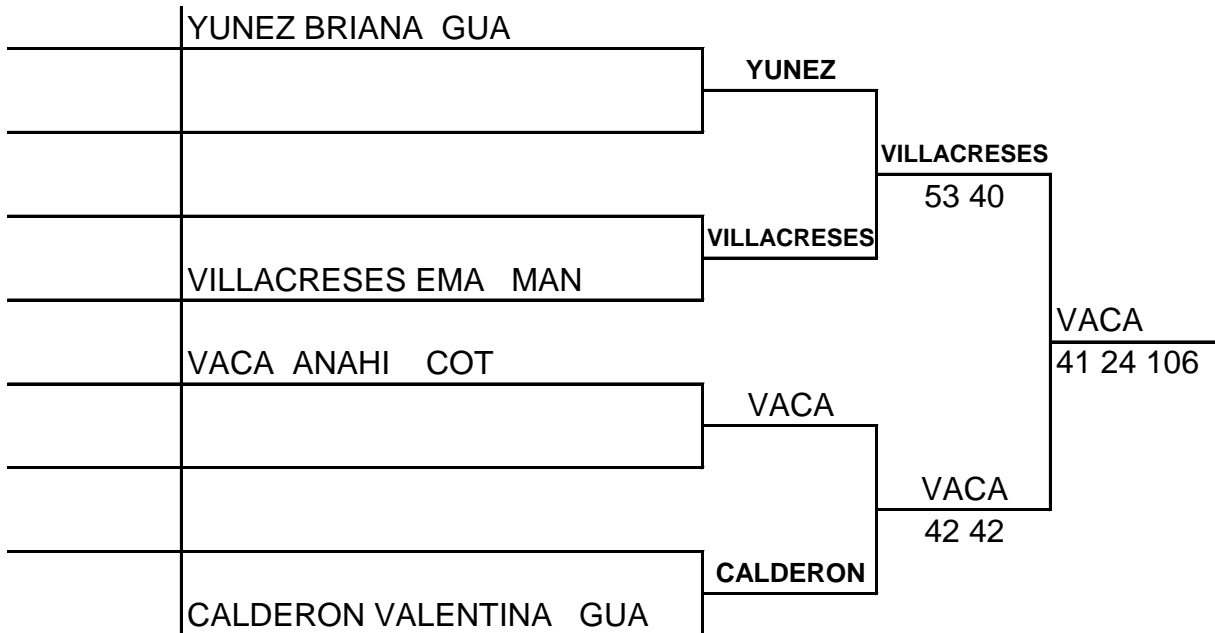 YUNEZ BRIANA GUA
YUNEZ
VILLACRESES
53 40
VILLACRESES
VILLACRESES EMA MAN
VACA
41 24 106
VACA ANAHI COT
VACA
VACA
42 42
CALDERON
CALDERON VALENTINA GUA